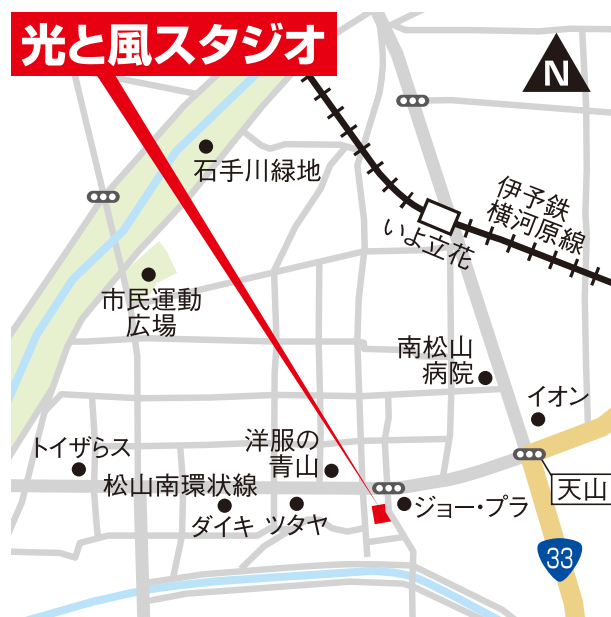 光と風スタジオ
N
石手川緑地
伊予鉄
横河原線
いよ立花
市民運動
広場
南松山
病院
イオン
トイザらス
洋服の
青山
松山南環状線
ダイキ
ツタヤ
ジョー・プラ
天山
33